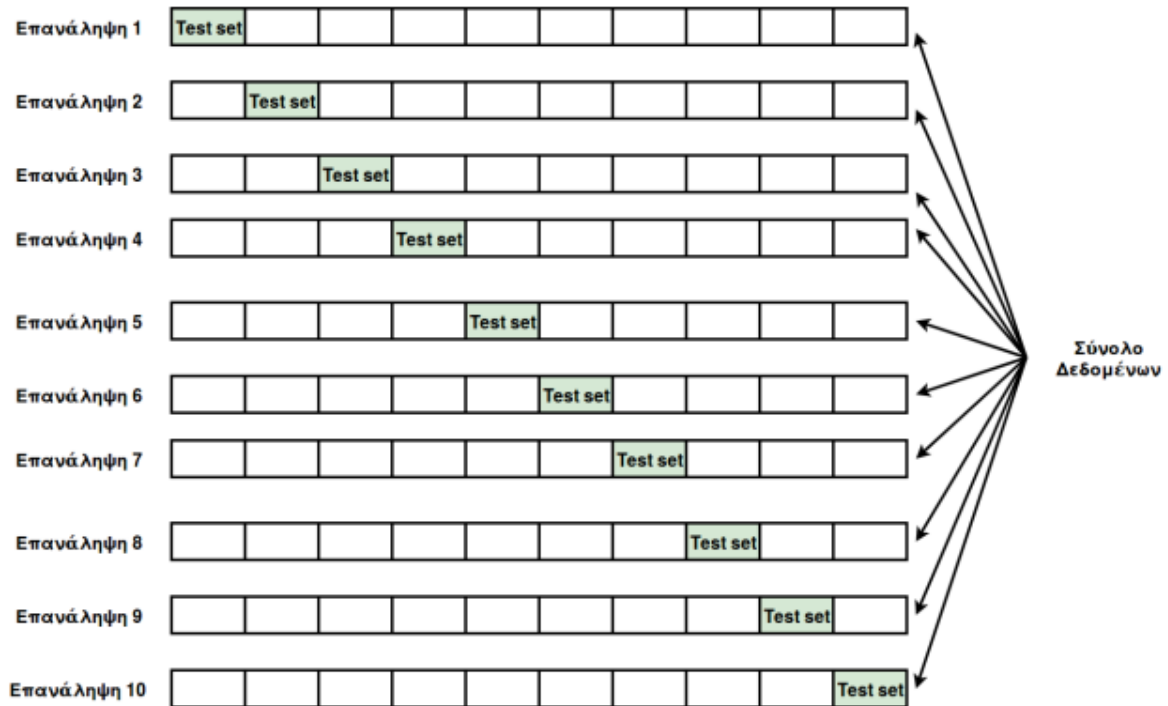 Επανάληψη 1
Test set
Επανάληψη 2
Test set
Επανάληψη 3
Test set
Επανάληψη 4
Test set
Επανάληψη 5
Test set
Επανάληψη 6
Test set
Επανάληψη 7
Test set
Επανάληψη 8
Test set
Επανάληψη 9
Test set
Επανάληψη 10
Test set
Σύνολο
Δεδομένων